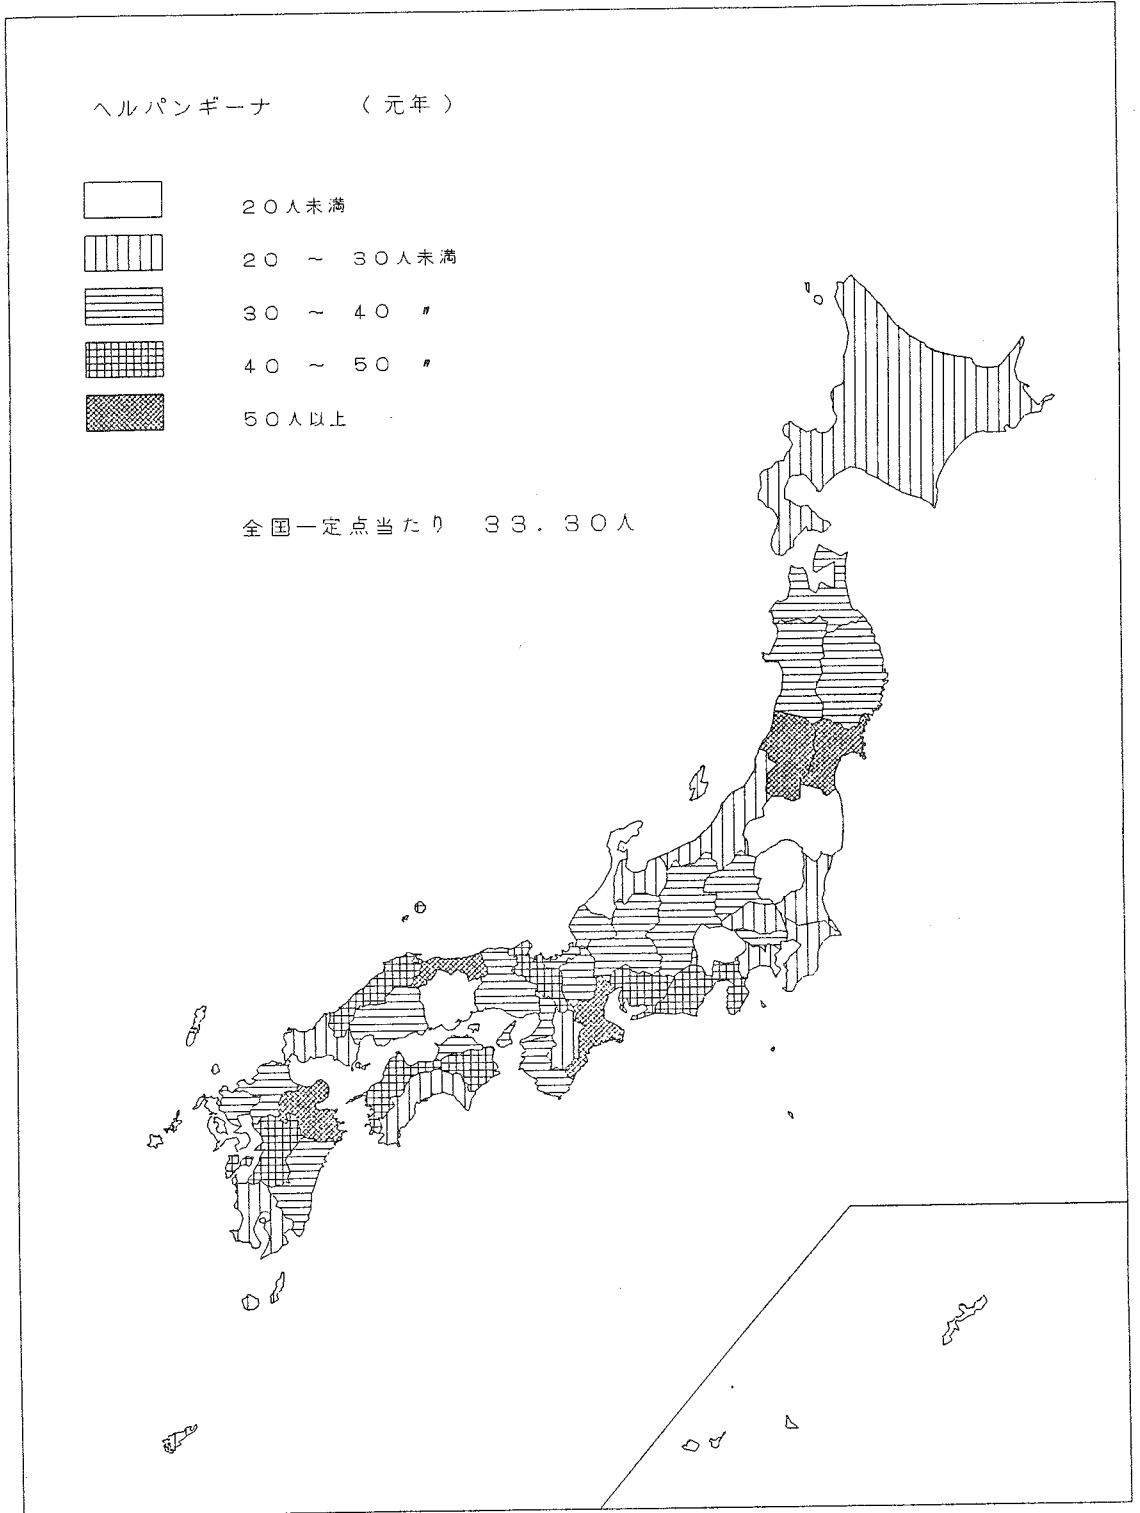 ヘルパンギーナ （元年）
20人未満
20 ～ 30人未満
30 ～ 40 〃
40 ～ 50 〃
50人以上
全国一定点当たり 33.30人